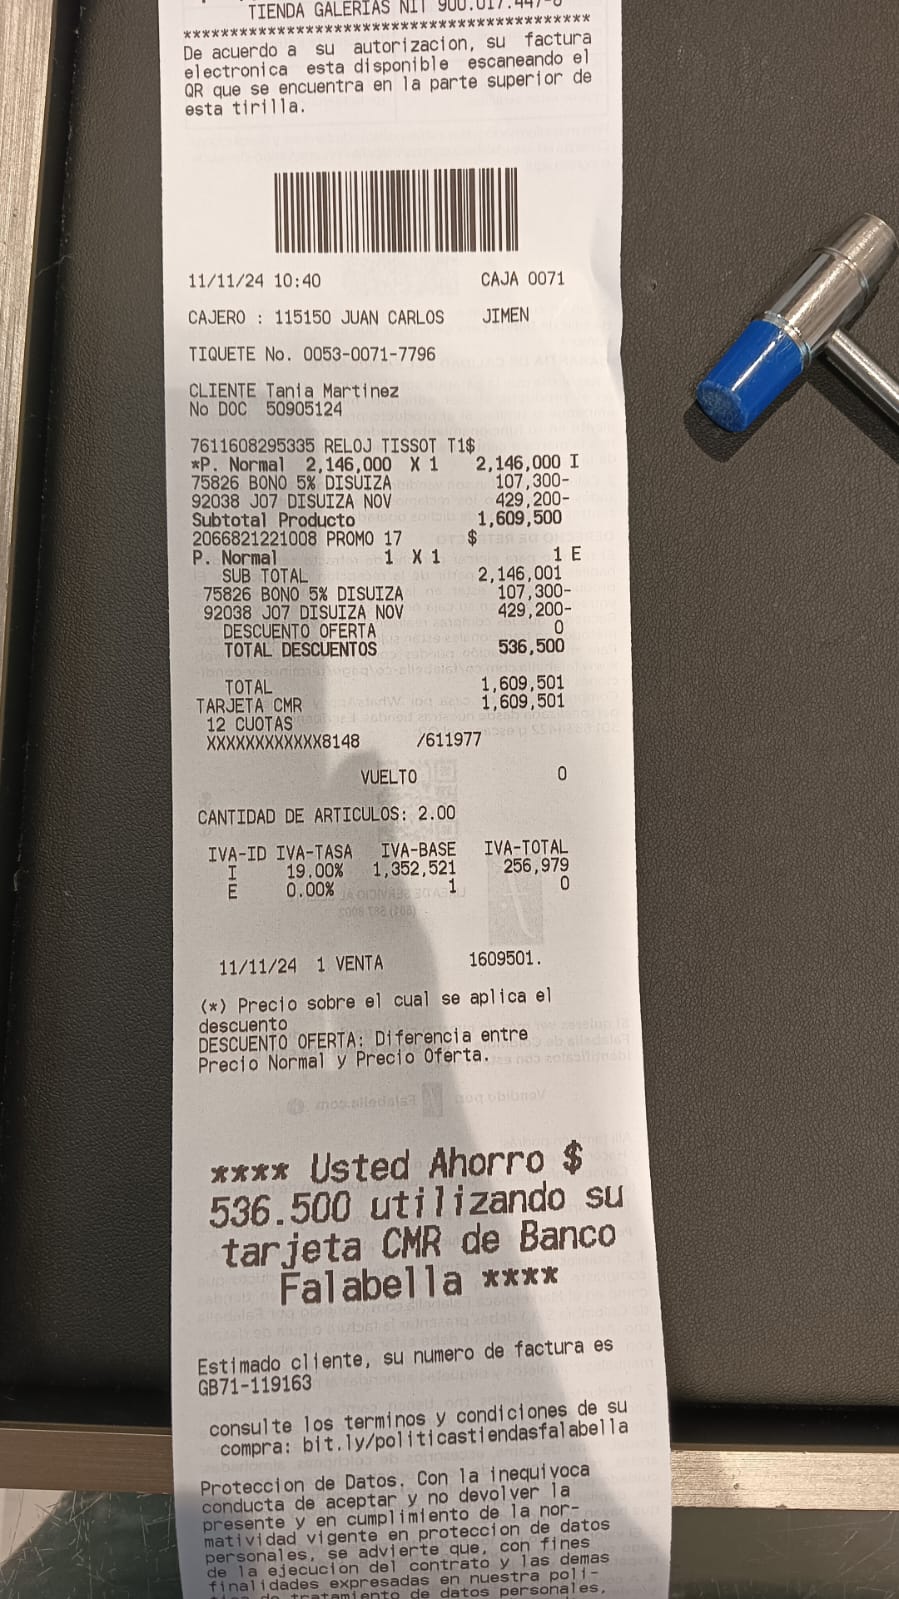 TIENDA GALERIAS NIT 900.017.447-8
*******************************************
De acuerdo a su autorizacion, su factura
electronica esta disponible escaneando el
QR que se encuentra en la parte superior de
esta tirilla.
11/11/24 10:40 CAJA 0071
CAJERO : 115150 JUAN CARLOS JIMEN
TIQUETE No. 0053-0071-7796
CLIENTE Tania Martinez
No DOC 50905124
7611608295335 RELOJ TISSOT T1$
*P. Normal 2,146,000 X 1 2,146,000 I
75826 BONO 5% DISUIZA 107,300-
92038 J07 DISUIZA NOV 429,200-
Subtotal Producto 1,609,500
2066821221008 PROMO 17 $
P. Normal 1 X 1 1 E
SUB TOTAL 2,146,001
75826 BONO 5% DISUIZA 107,300-
92038 J07 DISUIZA NOV 429,200-
DESCUENTO OFERTA 0
TOTAL DESCUENTOS 536,500
TOTAL 1,609,501
TARJETA CMR 1,609,501
12 CUOTAS
XXXXXXXXXXXX8148 /611977
VUELTO 0
CANTIDAD DE ARTICULOS: 2.00
IVA-ID IVA-TASA IVA-BASE IVA-TOTAL
I 19.00% 1,352,521 256,979
E 0.00% 1 0
11/11/24 1 VENTA 1609501.
(*) Precio sobre el cual se aplica el
descuento
DESCUENTO OFERTA: Diferencia entre
Precio Normal y Precio Oferta.
**** Usted Ahorro $
536.500 utilizando su
tarjeta CMR de Banco
Falabella ****
Estimado cliente, su numero de factura es
GB71-119163
consulte los terminos y condiciones de su
compra: bit.ly/politicastiendasfalabella
Proteccion de Datos. Con la inequivoca
conducta de aceptar y no devolver la
presente y en cumplimiento de la nor-
matividad vigente en proteccion de datos
personales, se advierte que, con fines
de la ejecucion del contrato y las demas
finalidades expresadas en nuestra poli-
de tratamiento de datos personales,